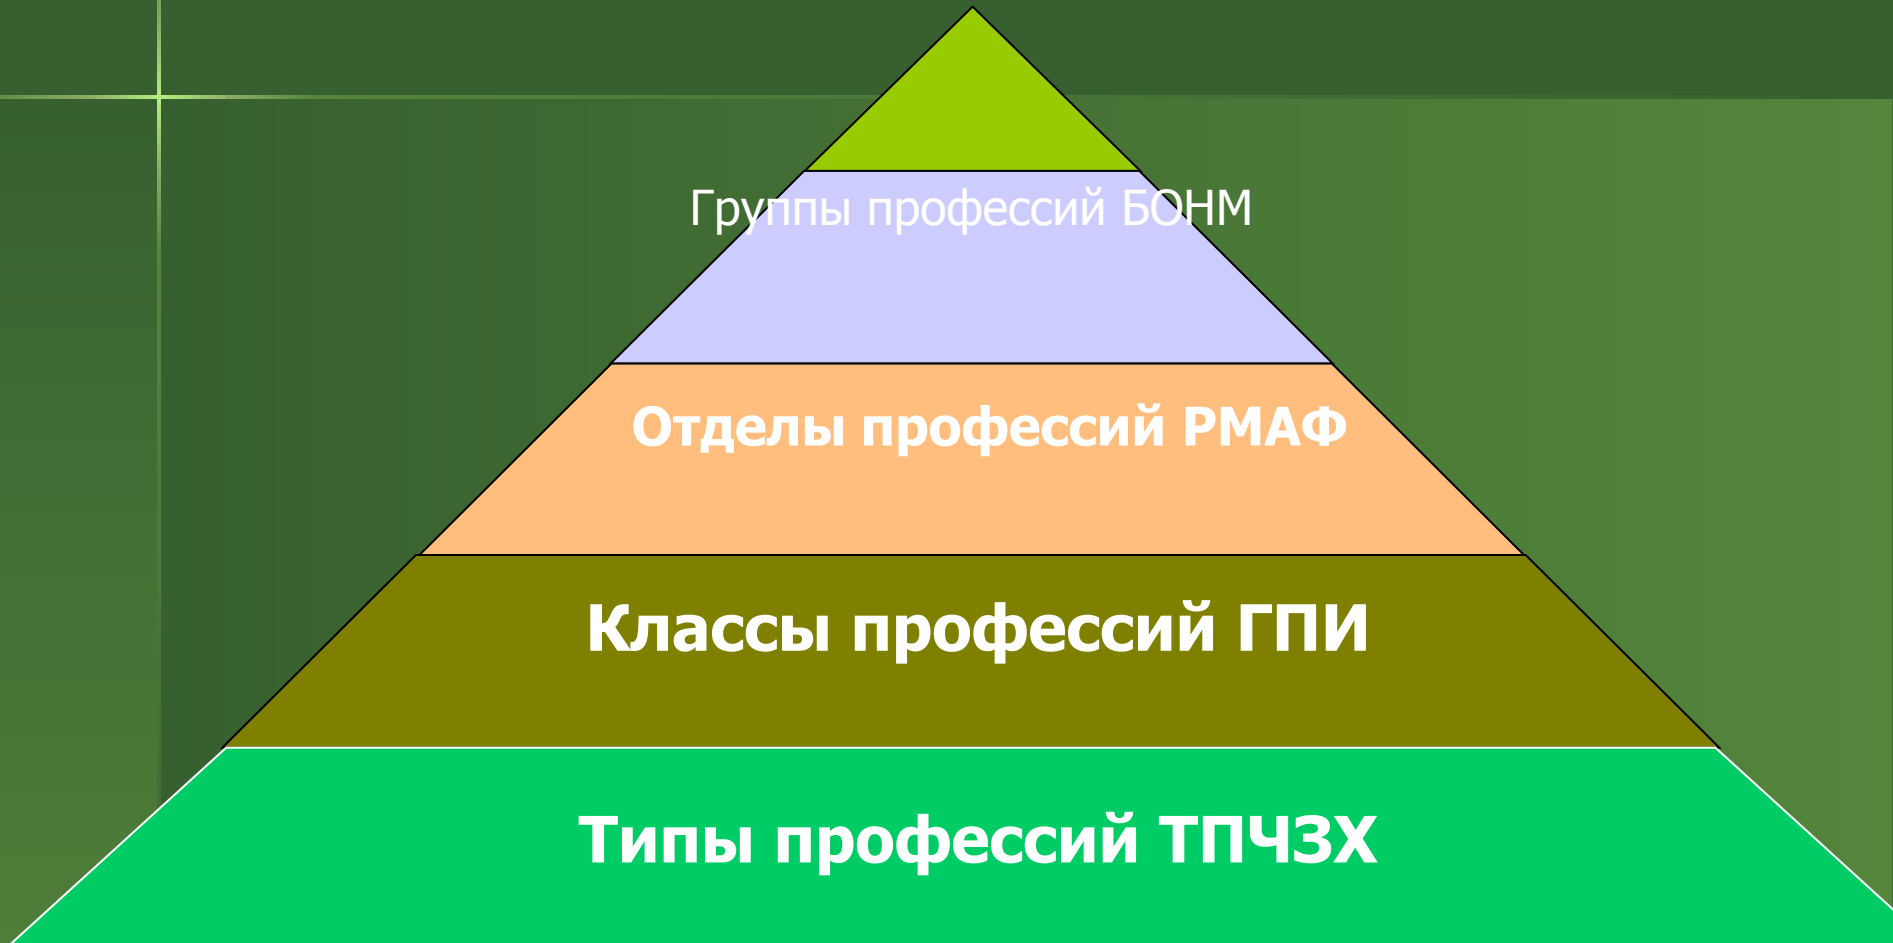 Группы профессий БОНМ
Отделы профессий РМАФ
Классы профессий ГПИ
Типы профессий ТПЧЗХ